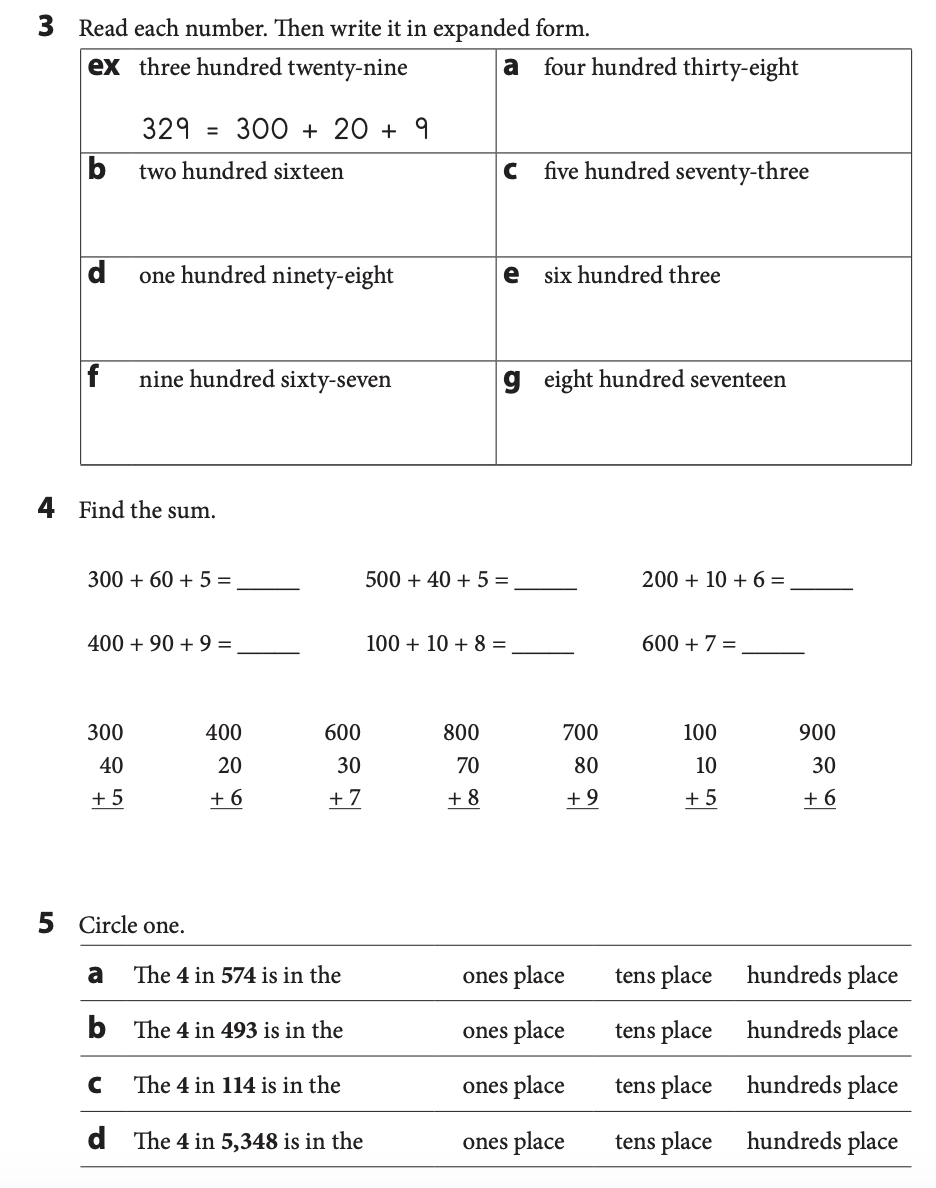 3 Read each number. Then write it in expanded form.
ex three hundred twenty-nine
329 = 300 + 20 + 9
a four hundred thirty-eight
b two hundred sixteen
c five hundred seventy-three
d one hundred ninety-eight
e six hundred three
f nine hundred sixty-seven
g eight hundred seventeen
4 Find the sum.
300 + 60 + 5 = _____ 500 + 40 + 5 = _____ 200 + 10 + 6 = _____
400 + 90 + 9 = _____ 100 + 10 + 8 = _____ 600 + 7 = _____
300 400 600 800 700 100 900
40 20 30 70 80 10 30
+ 5 + 6 + 7 + 8 + 9 + 5 + 6
5 Circle one.
a The 4 in 574 is in the ones place tens place hundreds place
b The 4 in 493 is in the ones place tens place hundreds place
c The 4 in 114 is in the ones place tens place hundreds place
d The 4 in 5,348 is in the ones place tens place hundreds place